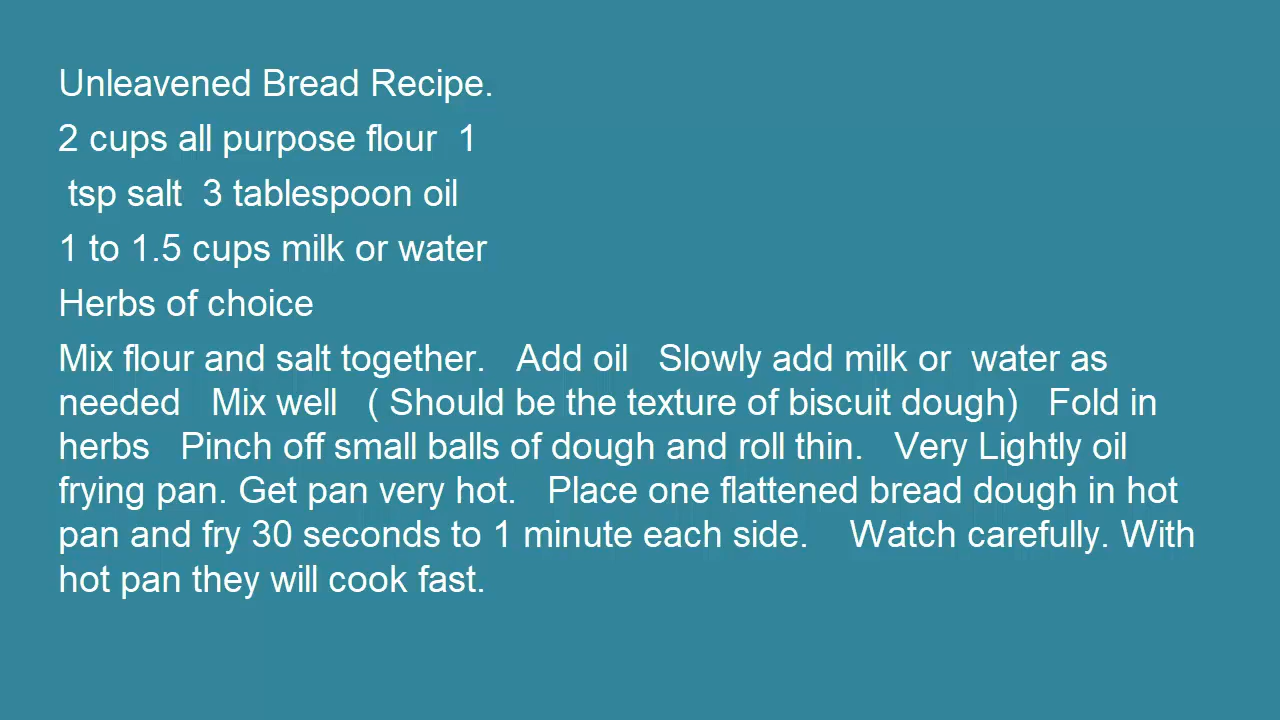 Unleavened Bread Recipe.
2 cups all purpose flour  1
tsp salt  3 tablespoon oil
1 to 1.5 cups milk or water
Herbs of choice
Mix flour and salt together.   Add oil   Slowly add milk or  water as
needed   Mix well   ( Should be the texture of biscuit dough)   Fold in
herbs   Pinch off small balls of dough and roll thin.   Very Lightly oil
frying pan. Get pan very hot.   Place one flattened bread dough in hot
pan and fry 30 seconds to 1 minute each side.    Watch carefully. With
hot pan they will cook fast.